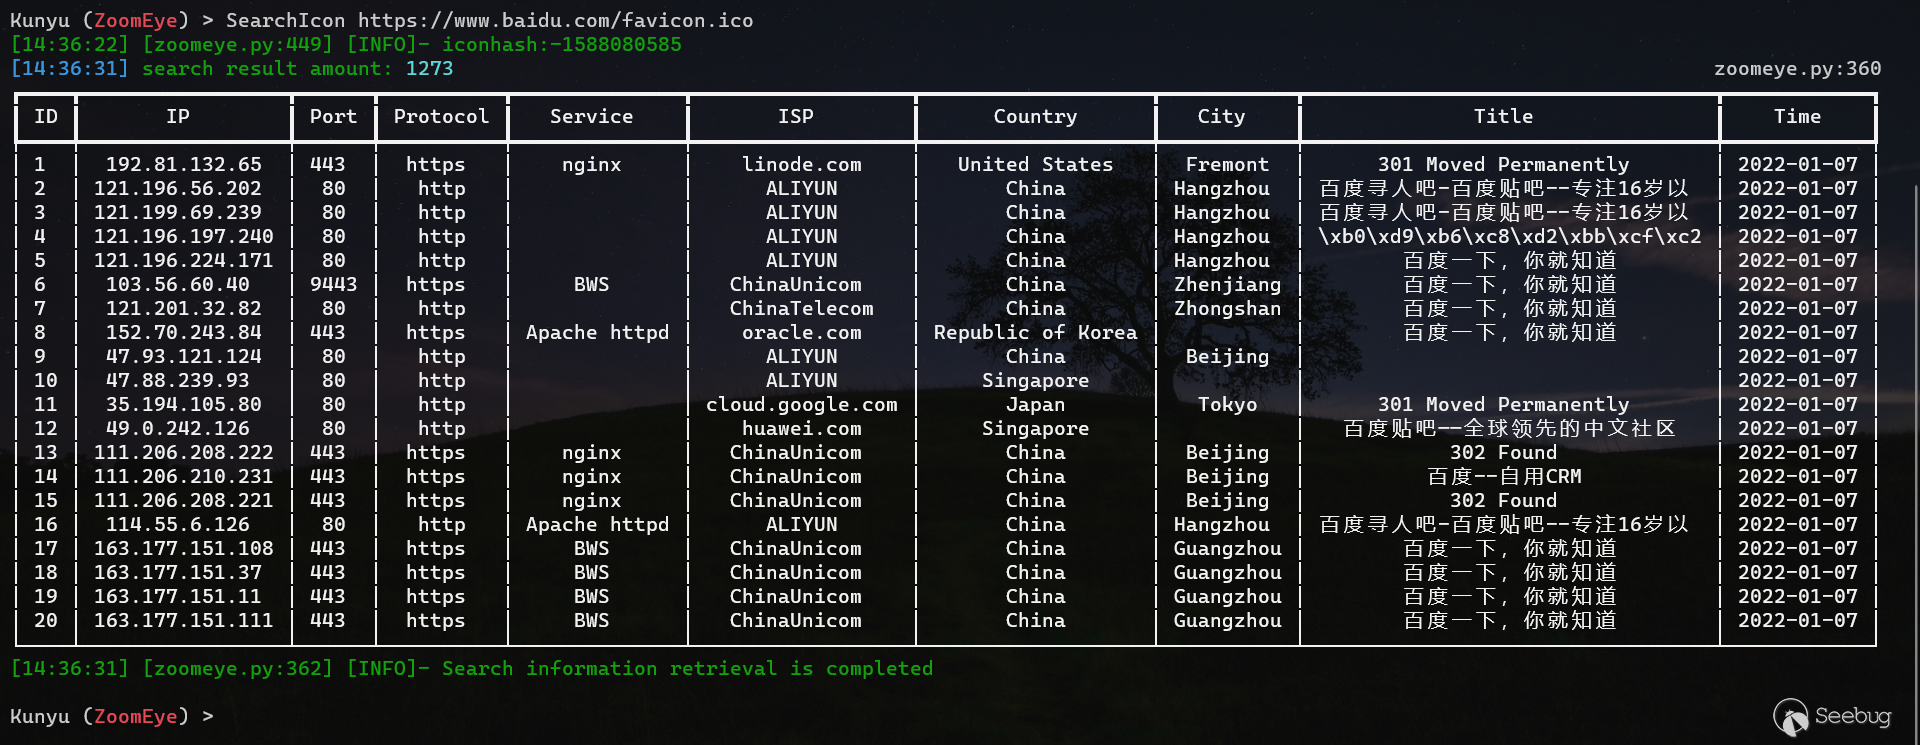 Kunyu (ZoomEye) > SearchIcon https://www.baidu.com/favicon.ico
[14:36:22] [zoomeye.py:449] [INFO]- iconhash:-1588080585
[14:36:31] search result amount: 1273 zoomeye.py:360
ID IP Port Protocol Service ISP Country City Title Time
1 192.81.132.65 443 https nginx linode.com United States Fremont 301 Moved Permanently 2022-01-07
2 121.196.56.202 80 http ALIYUN China Hangzhou 百度寻人吧-百度贴吧--专注16岁以 2022-01-07
3 121.199.69.239 80 http ALIYUN China Hangzhou 百度寻人吧-百度贴吧--专注16岁以 2022-01-07
4 121.196.197.240 80 http ALIYUN China Hangzhou \xb0\xd9\xb6\xc8\xd2\xbb\xcf\xc2 2022-01-07
5 121.196.224.171 80 http ALIYUN China Hangzhou 百度一下，你就知道 2022-01-07
6 103.56.60.40 9443 https BWS ChinaUnicom China Zhenjiang 百度一下，你就知道 2022-01-07
7 121.201.32.82 80 http ChinaTelecom China Zhongshan 百度一下，你就知道 2022-01-07
8 152.70.243.84 443 https Apache httpd oracle.com Republic of Korea 百度一下，你就知道 2022-01-07
9 47.93.121.124 80 http ALIYUN China Beijing 2022-01-07
10 47.88.239.93 80 http ALIYUN Singapore 2022-01-07
11 35.194.105.80 80 http cloud.google.com Japan Tokyo 301 Moved Permanently 2022-01-07
12 49.0.242.126 80 http huawei.com Singapore 百度贴吧--全球领先的中文社区 2022-01-07
13 111.206.208.222 443 https nginx ChinaUnicom China Beijing 302 Found 2022-01-07
14 111.206.210.231 443 https nginx ChinaUnicom China Beijing 百度--自用CRM 2022-01-07
15 111.206.208.221 443 https nginx ChinaUnicom China Beijing 302 Found 2022-01-07
16 114.55.6.126 80 http Apache httpd ALIYUN China Hangzhou 百度寻人吧-百度贴吧--专注16岁以 2022-01-07
17 163.177.151.108 443 https BWS ChinaUnicom China Guangzhou 百度一下，你就知道 2022-01-07
18 163.177.151.37 443 https BWS ChinaUnicom China Guangzhou 百度一下，你就知道 2022-01-07
19 163.177.151.11 443 https BWS ChinaUnicom China Guangzhou 百度一下，你就知道 2022-01-07
20 163.177.151.111 443 https BWS ChinaUnicom China Guangzhou 百度一下，你就知道 2022-01-07
[14:36:31] [zoomeye.py:362] [INFO]- Search information retrieval is completed
Kunyu (ZoomEye) >
Seebug